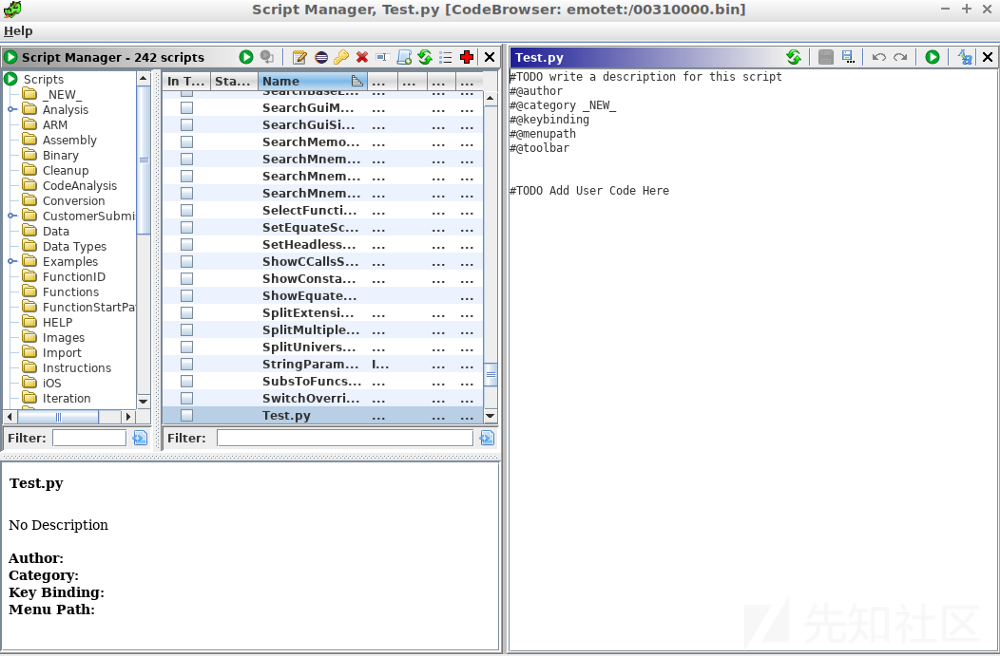 Script Manager, Test.py [CodeBrowser: emotet:/00310000.bin]
Help
Script Manager - 242 scripts
Scripts
_NEW_
Analysis
ARM
Assembly
Binary
Cleanup
CodeAnalysis
Conversion
CustomerSubmi
Data
Data Types
Examples
FunctionID
Functions
FunctionStartPa
HELP
Images
Import
Instructions
iOS
Iteration
Filter:
In T... Sta... Name ... ... ... ...
SearchGuiM... ... ... ...
SearchGuiSi... ... ... ...
SearchMemo... ... ... ...
SearchMnem... ... ... ...
SearchMnem... ... ... ...
SearchMnem... ... ... ...
SelectFuncti... ... ... ...
SetEquateSc... ... ... ...
SetHeadless... ... ... ...
ShowCCallsS... ... ... ...
ShowConsta... ... ... ...
ShowEquate... ...
SplitExtensi... ... ... ...
SplitMultiple... ... ... ...
SplitUnivers... ... ... ...
StringParam... I... ... ...
SubsToFuncs... ... ... ...
SwitchOverri... ... ... ...
Test.py ... ... ...
Filter:
Test.py
No Description
Author:
Category:
Key Binding:
Menu Path:
Test.py
#TODO write a description for this script
#@author
#@category _NEW_
#@keybinding
#@menupath
#@toolbar
#TODO Add User Code Here
先知社区